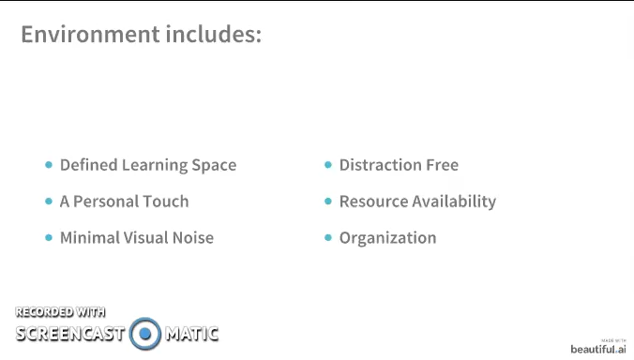 Environment includes:
Defined Learning Space
A Personal Touch
Minimal Visual Noise
Distraction Free
Resource Availability
Organization
RECORDED WITH
SCREENCAST MATIC
MADE WITH
beautiful.ai